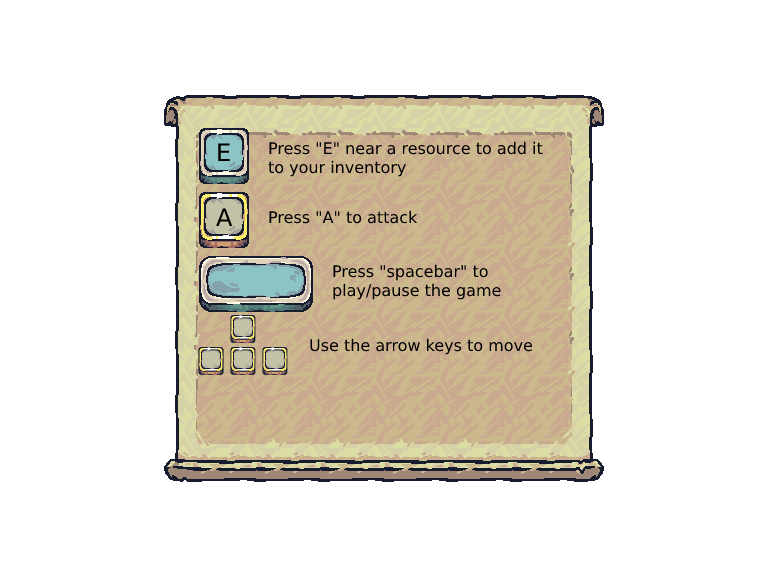 E
Press "E" near a resource to add it
to your inventory
A
Press "A" to attack
Press "spacebar" to
play/pause the game
Use the arrow keys to move